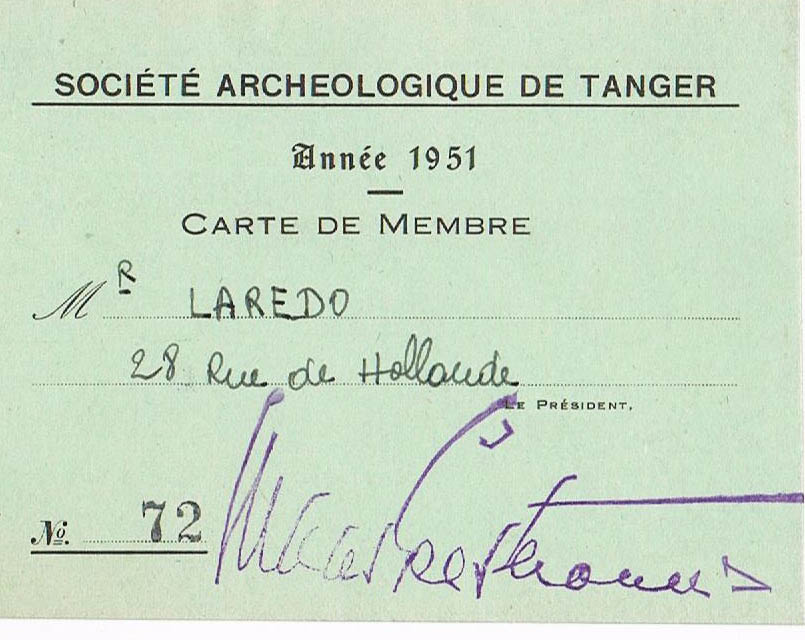 SOCIÉTÉ ARCHEOLOGIQUE DE TANGER
Année 1951
CARTE DE MEMBRE
Mr LAREDO
28 Rue de Hollande
LE PRÉSIDENT,
No. 72